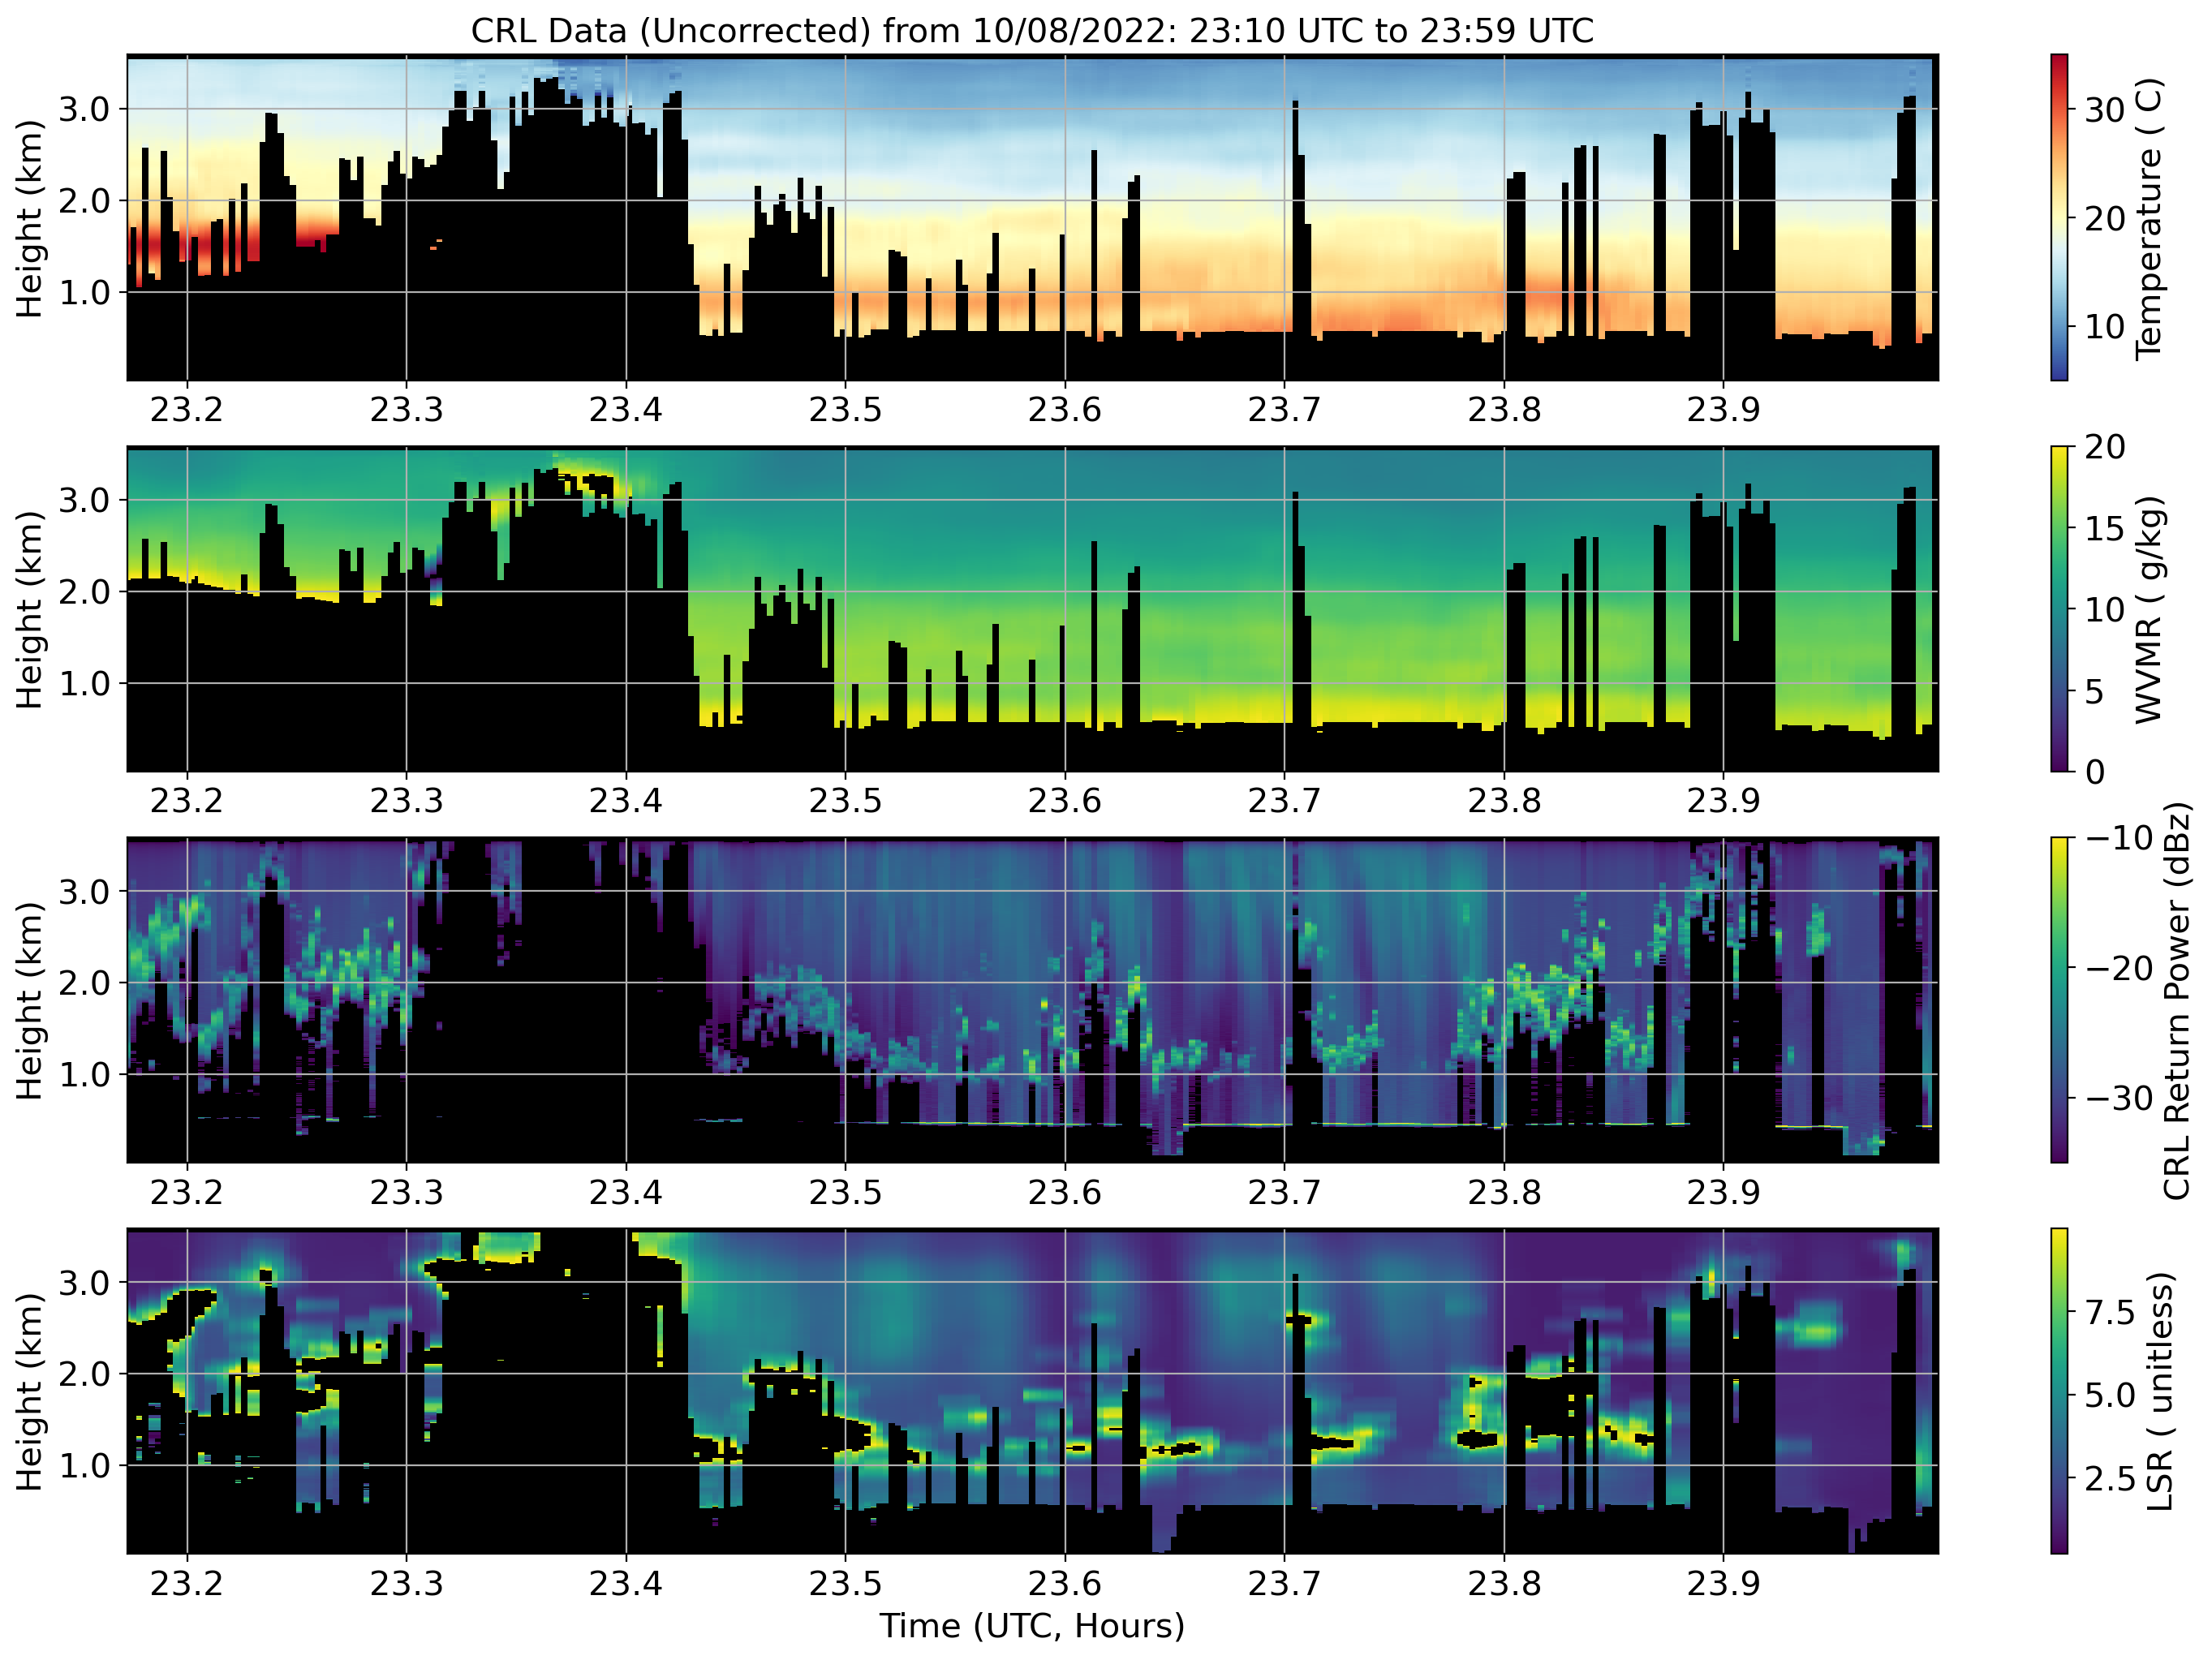 CRL Data (Uncorrected) from 10/08/2022: 23:10 UTC to 23:59 UTC
Height (km)
3.0
2.0
1.0
23.2 23.3 23.4 23.5 23.6 23.7 23.8 23.9
30
20
10
Temperature ( C)
Height (km)
3.0
2.0
1.0
23.2 23.3 23.4 23.5 23.6 23.7 23.8 23.9
20
15
10
5
0
WVMR ( g/kg)
Height (km)
3.0
2.0
1.0
23.2 23.3 23.4 23.5 23.6 23.7 23.8 23.9
−10
−20
−30
CRL Return Power (dBz)
Height (km)
3.0
2.0
1.0
23.2 23.3 23.4 23.5 23.6 23.7 23.8 23.9
7.5
5.0
2.5
LSR ( unitless)
Time (UTC, Hours)